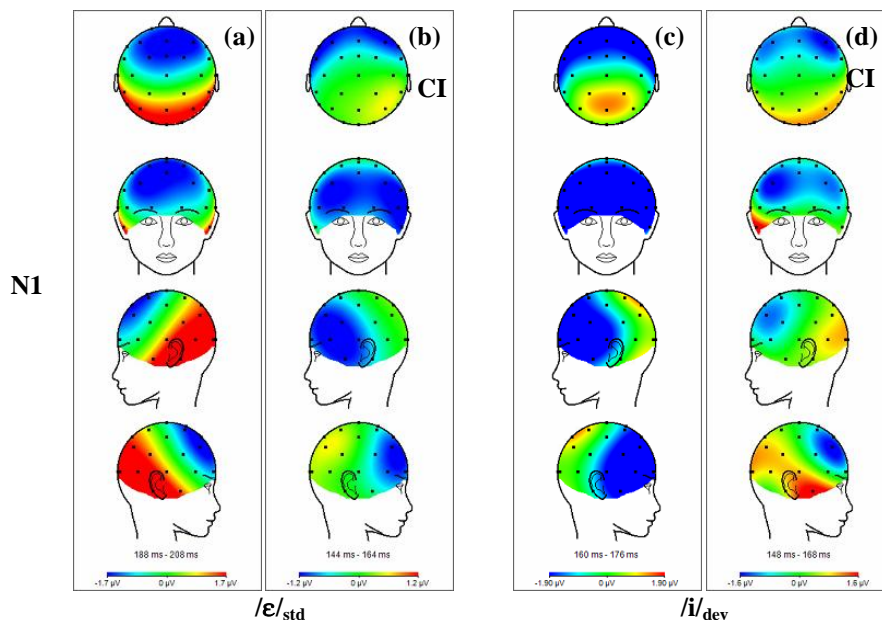 (a) (b) (c) (d)
CI CI
N1
188 ms - 208 ms 144 ms - 164 ms 160 ms - 176 ms 148 ms - 168 ms
-1.7 µV 0 µV 1.7 µV -1.2 µV 0 µV 1.2 µV -1.90 µV 0 µV 1.90 µV -1.6 µV 0 µV 1.6 µV
/ε/std /i/dev